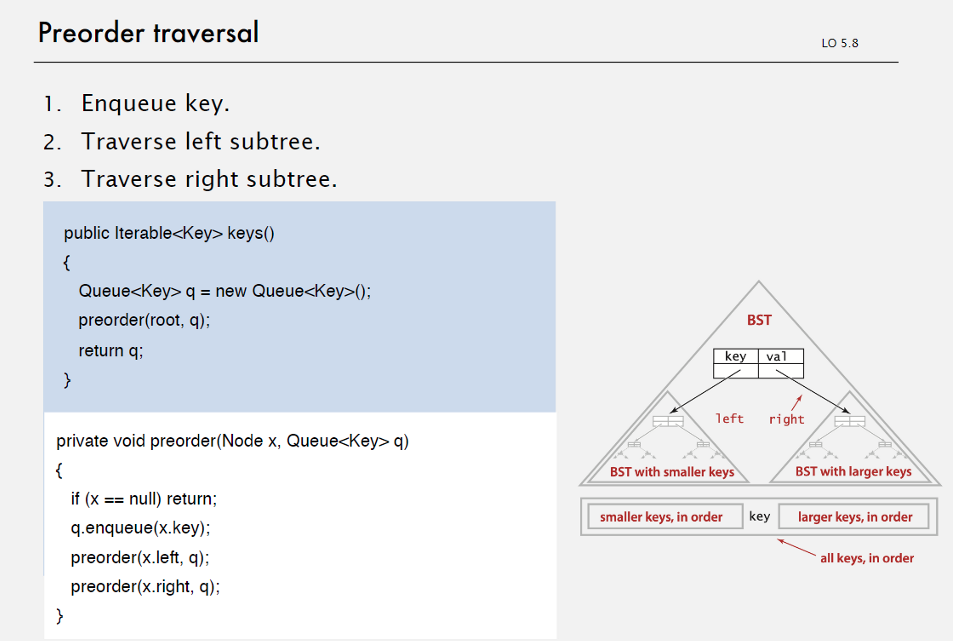 Preorder traversal
LO 5.8
1. Enqueue key.
2. Traverse left subtree.
3. Traverse right subtree.
public Iterable<Key> keys()
{
Queue<Key> q = new Queue<Key>();
preorder(root, q);
return q;
}
private void preorder(Node x, Queue<Key> q)
{
if (x == null) return;
q.enqueue(x.key);
preorder(x.left, q);
preorder(x.right, q);
}
BST
key val
left right
BST with smaller keys BST with larger keys
smaller keys, in order key larger keys, in order
all keys, in order